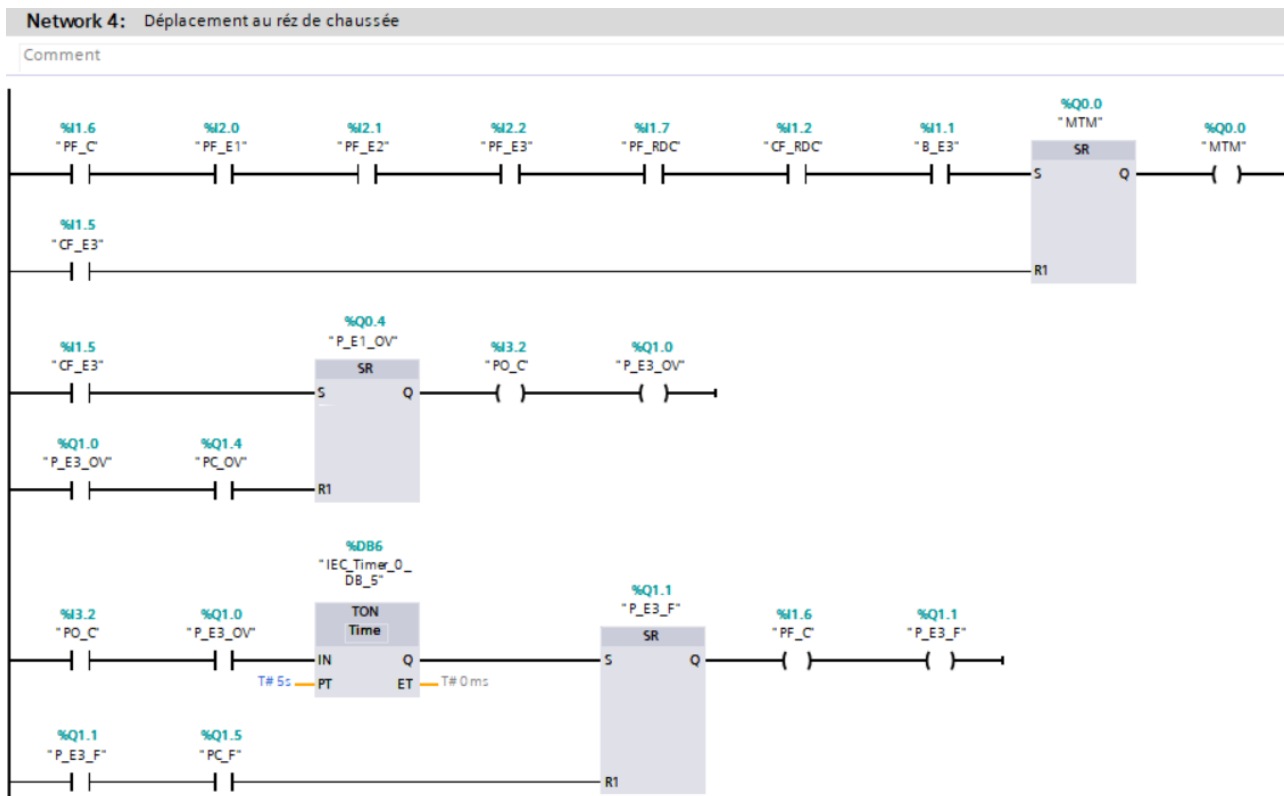 Network 4: Déplacement au réz de chaussée
Comment
%Q0.0
"MTM"
%I1.6 %I2.0 %I2.1 %I2.2 %I1.7 %I1.2 %I1.1 %Q0.0
"PF_C" "PF_E1" "PF_E2" "PF_E3" "PF_RDC" "CF_RDC" "B_E3" SR "MTM"
S Q
%I1.5
"CF_E3"
R1
%Q0.4
"P_E1_OV"
%I1.5 %I3.2 %Q1.0
"CF_E3" SR "PO_C" "P_E3_OV"
S Q
%Q1.0 %Q1.4
"P_E3_OV" "PC_OV"
R1
%DB6
"IEC_Timer_0_
DB_5"
%Q1.1
"P_E3_F"
%I3.2 %Q1.0 TON %I1.6 %Q1.1
"PO_C" "P_E3_OV" Time SR "PF_C" "P_E3_F"
IN Q S Q
T#5s PT ET T#0ms
%Q1.1 %Q1.5
"P_E3_F" "PC_F"
R1